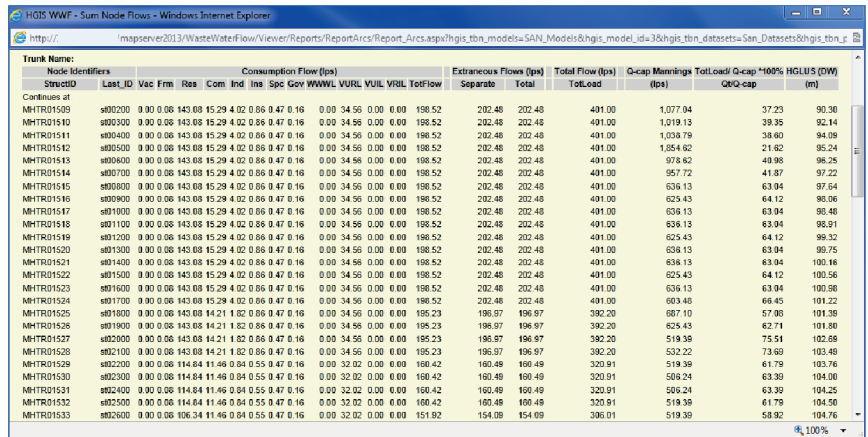 HGIS WWF - Sum Node Flows - Windows Internet Explorer
http://: 'mapserver2013/WasteWaterFlow/Viewer/Reports/ReportArcs/Report_Arcs.aspx?hgis_tbn_models=SAN_Models&hgis_model_id=3&hgis_tbn_datasets=San_Datasets&hgis_tbn_p
Trunk Name:
Node Identifiers Consumption Flow (lps) Extraneous Flows (lps) Total Flow (lps) Q-cap Mannings TotLoad/ Q-cap *100% HGLUS (DW)
StructID Last_ID Vac Frm Res Com Ind Ins Spc Gov WWWL VURL VUIL VRIL TotFlow Separate Total TotLoad (lps) Qt/Q-cap (m)
Continues at
MHTR01509 st00200 0.00 0.08 143.08 15.29 4.02 0.86 0.47 0.16 0.00 34.56 0.00 0.00 198.52 202.48 202.48 401.00 1,077.04 37.23 90.30
MHTR01510 st00300 0.00 0.08 143.08 15.29 4.02 0.86 0.47 0.16 0.00 34.56 0.00 0.00 198.52 202.48 202.48 401.00 1,019.13 39.35 92.14
MHTR01511 st00400 0.00 0.08 143.08 15.29 4.02 0.86 0.47 0.16 0.00 34.56 0.00 0.00 198.52 202.48 202.48 401.00 1,038.79 38.60 94.09
MHTR01512 st00500 0.00 0.08 143.08 15.29 4.02 0.86 0.47 0.16 0.00 34.56 0.00 0.00 198.52 202.48 202.48 401.00 1,854.62 21.62 95.24
MHTR01513 st00600 0.00 0.08 143.08 15.29 4.02 0.86 0.47 0.16 0.00 34.56 0.00 0.00 198.52 202.48 202.48 401.00 978.62 40.98 96.25
MHTR01514 st00700 0.00 0.08 143.08 15.29 4.02 0.86 0.47 0.16 0.00 34.56 0.00 0.00 198.52 202.48 202.48 401.00 957.72 41.87 97.22
MHTR01515 st00800 0.00 0.08 143.08 15.29 4.02 0.86 0.47 0.16 0.00 34.56 0.00 0.00 198.52 202.48 202.48 401.00 636.13 63.04 97.64
MHTR01516 st00900 0.00 0.08 143.08 15.29 4.02 0.86 0.47 0.16 0.00 34.56 0.00 0.00 198.52 202.48 202.48 401.00 625.43 64.12 98.06
MHTR01517 st01000 0.00 0.08 143.08 15.29 4.02 0.86 0.47 0.16 0.00 34.56 0.00 0.00 198.52 202.48 202.48 401.00 636.13 63.04 98.48
MHTR01518 st01100 0.00 0.08 143.08 15.29 4.02 0.86 0.47 0.16 0.00 34.56 0.00 0.00 198.52 202.48 202.48 401.00 636.13 63.04 98.91
MHTR01519 st01200 0.00 0.08 143.08 15.29 4.02 0.86 0.47 0.16 0.00 34.56 0.00 0.00 198.52 202.48 202.48 401.00 625.43 64.12 99.32
MHTR01520 st01300 0.00 0.08 143.08 15.29 4.02 0.86 0.47 0.16 0.00 34.56 0.00 0.00 198.52 202.48 202.48 401.00 636.13 63.04 99.75
MHTR01521 st01400 0.00 0.08 143.08 15.29 4.02 0.86 0.47 0.16 0.00 34.56 0.00 0.00 198.52 202.48 202.48 401.00 636.13 63.04 100.16
MHTR01522 st01500 0.00 0.08 143.08 15.29 4.02 0.86 0.47 0.16 0.00 34.56 0.00 0.00 198.52 202.48 202.48 401.00 625.43 64.12 100.56
MHTR01523 st01600 0.00 0.08 143.08 15.29 4.02 0.86 0.47 0.16 0.00 34.56 0.00 0.00 198.52 202.48 202.48 401.00 636.13 63.04 100.98
MHTR01524 st01700 0.00 0.08 143.08 15.29 4.02 0.86 0.47 0.16 0.00 34.56 0.00 0.00 198.52 202.48 202.48 401.00 603.48 66.45 101.22
MHTR01525 st01800 0.00 0.08 143.08 14.21 1.82 0.86 0.47 0.16 0.00 34.56 0.00 0.00 195.23 196.97 196.97 392.20 687.10 57.08 101.39
MHTR01526 st01900 0.00 0.08 143.08 14.21 1.82 0.86 0.47 0.16 0.00 34.56 0.00 0.00 195.23 196.97 196.97 392.20 625.43 62.71 101.80
MHTR01527 st02000 0.00 0.08 143.08 14.21 1.82 0.86 0.47 0.16 0.00 34.56 0.00 0.00 195.23 196.97 196.97 392.20 519.39 75.51 102.69
MHTR01528 st02100 0.00 0.08 143.08 14.21 1.82 0.86 0.47 0.16 0.00 34.56 0.00 0.00 195.23 196.97 196.97 392.20 532.22 73.69 103.49
MHTR01529 st02200 0.00 0.08 114.84 11.46 0.84 0.55 0.47 0.16 0.00 32.02 0.00 0.00 160.42 160.49 160.49 320.91 519.39 61.79 103.76
MHTR01530 st02300 0.00 0.08 114.84 11.46 0.84 0.55 0.47 0.16 0.00 32.02 0.00 0.00 160.42 160.49 160.49 320.91 506.24 63.39 104.00
MHTR01531 st02400 0.00 0.08 114.84 11.46 0.84 0.55 0.47 0.16 0.00 32.02 0.00 0.00 160.42 160.49 160.49 320.91 506.24 63.39 104.25
MHTR01532 st02500 0.00 0.08 114.84 11.46 0.84 0.55 0.47 0.16 0.00 32.02 0.00 0.00 160.42 160.49 160.49 320.91 519.39 61.79 104.50
MHTR01533 st02600 0.00 0.08 106.34 11.46 0.84 0.55 0.47 0.16 0.00 32.02 0.00 0.00 151.92 154.09 154.09 306.01 519.39 58.92 104.76
100%